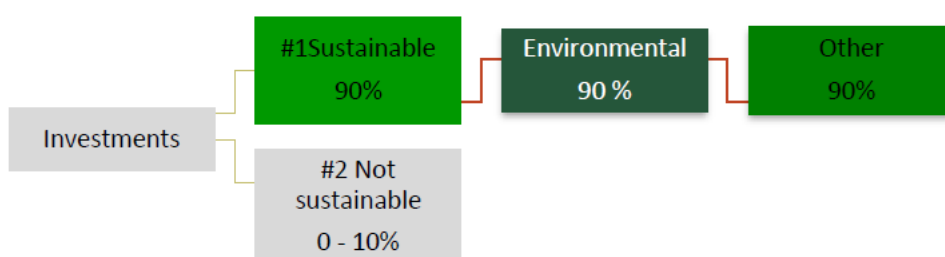 Investments
#1Sustainable
90%
#2 Not
sustainable
0 - 10%
Environmental
90 %
Other
90%